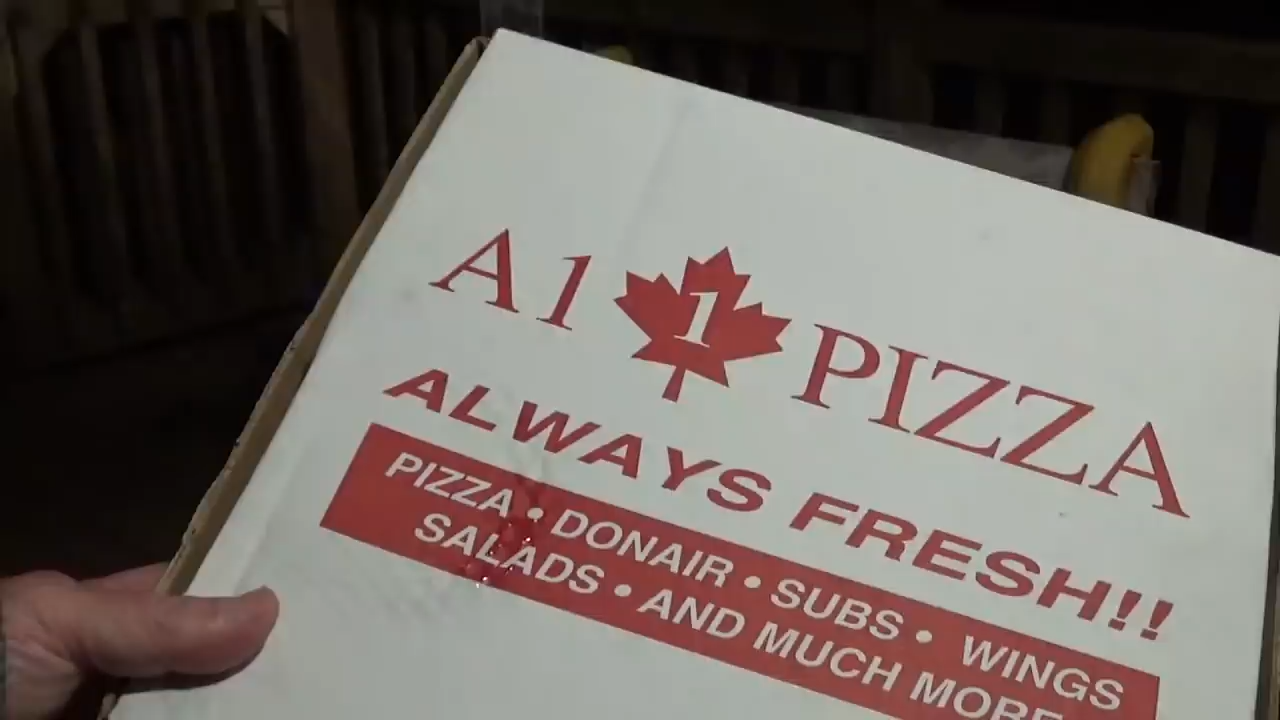 A1 1 PIZZA
ALWAYS FRESH!!
PIZZA • DONAIR • SUBS • WINGS
SALADS • AND MUCH MORE